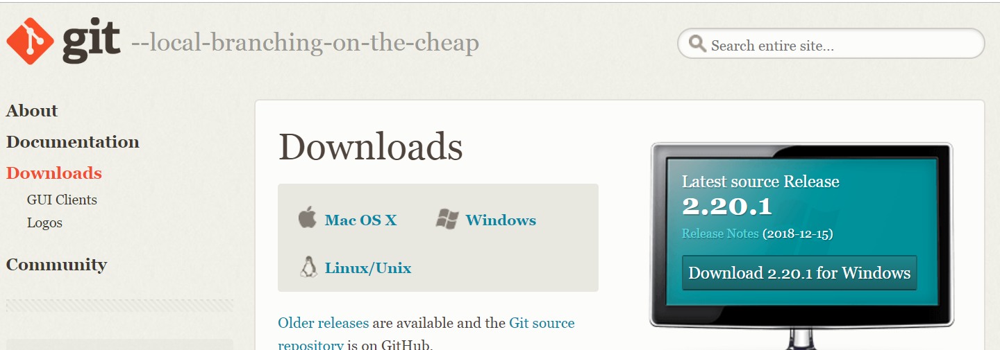 git --local-branching-on-the-cheap
Search entire site...
About
Documentation
Downloads
GUI Clients
Logos
Community
Downloads
Mac OS X
Windows
Linux/Unix
Older releases are available and the Git source
repository is on GitHub.
Latest source Release
2.20.1
Release Notes (2018-12-15)
Download 2.20.1 for Windows